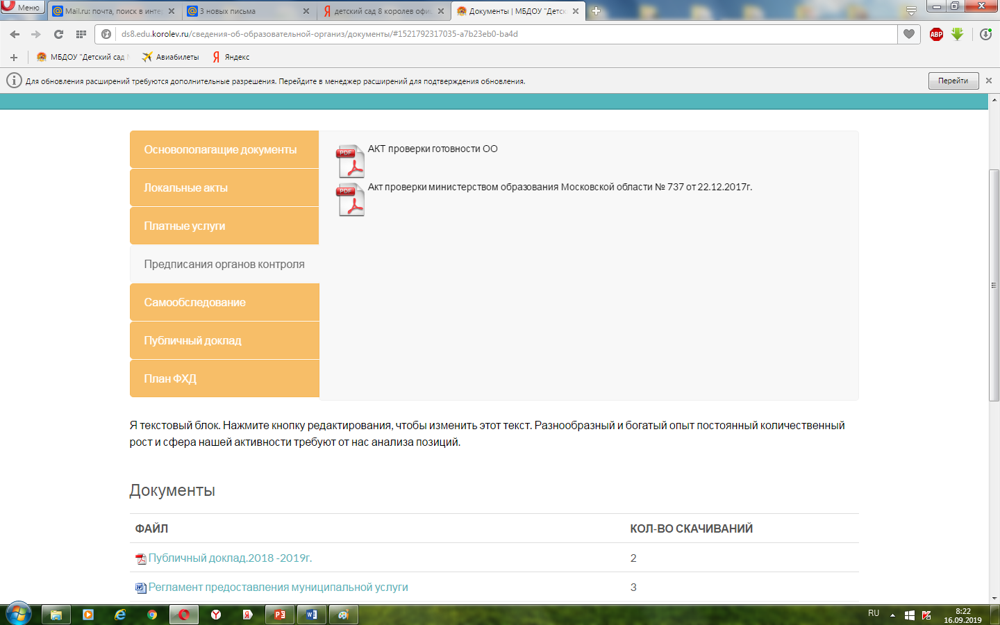 Меню
Mail.ru: почта, поиск в инте
3 новых письма
детский сад 8 королев офи
Документы | МБДОУ "Детск
ds8.edu.korolev.ru/сведения-об-образовательной-организ/документы/#1521792317035-a7b23eb0-ba4d
ABP
МБДОУ "Детский сад
Авиабилеты
Яндекс
Для обновления расширений требуются дополнительные разрешения. Перейдите в менеджер расширений для подтверждения обновления.
Перейти
Основополагащие документы
Локальные акты
Платные услуги
Предписания органов контроля
Самообследование
Публичный доклад
План ФХД
PDF
АКТ проверки готовности ОО
PDF
Акт проверки министерством образования Московской области № 737 от 22.12.2017г.
Я текстовый блок. Нажмите кнопку редактирования, чтобы изменить этот текст. Разнообразный и богатый опыт постоянный количественный
рост и сфера нашей активности требуют от нас анализа позиций.
Документы
ФАЙЛ
КОЛ-ВО СКАЧИВАНИЙ
Публичный доклад.2018 -2019г.
2
Регламент предоставления муниципальной услуги
3
RU
8:22
16.09.2019